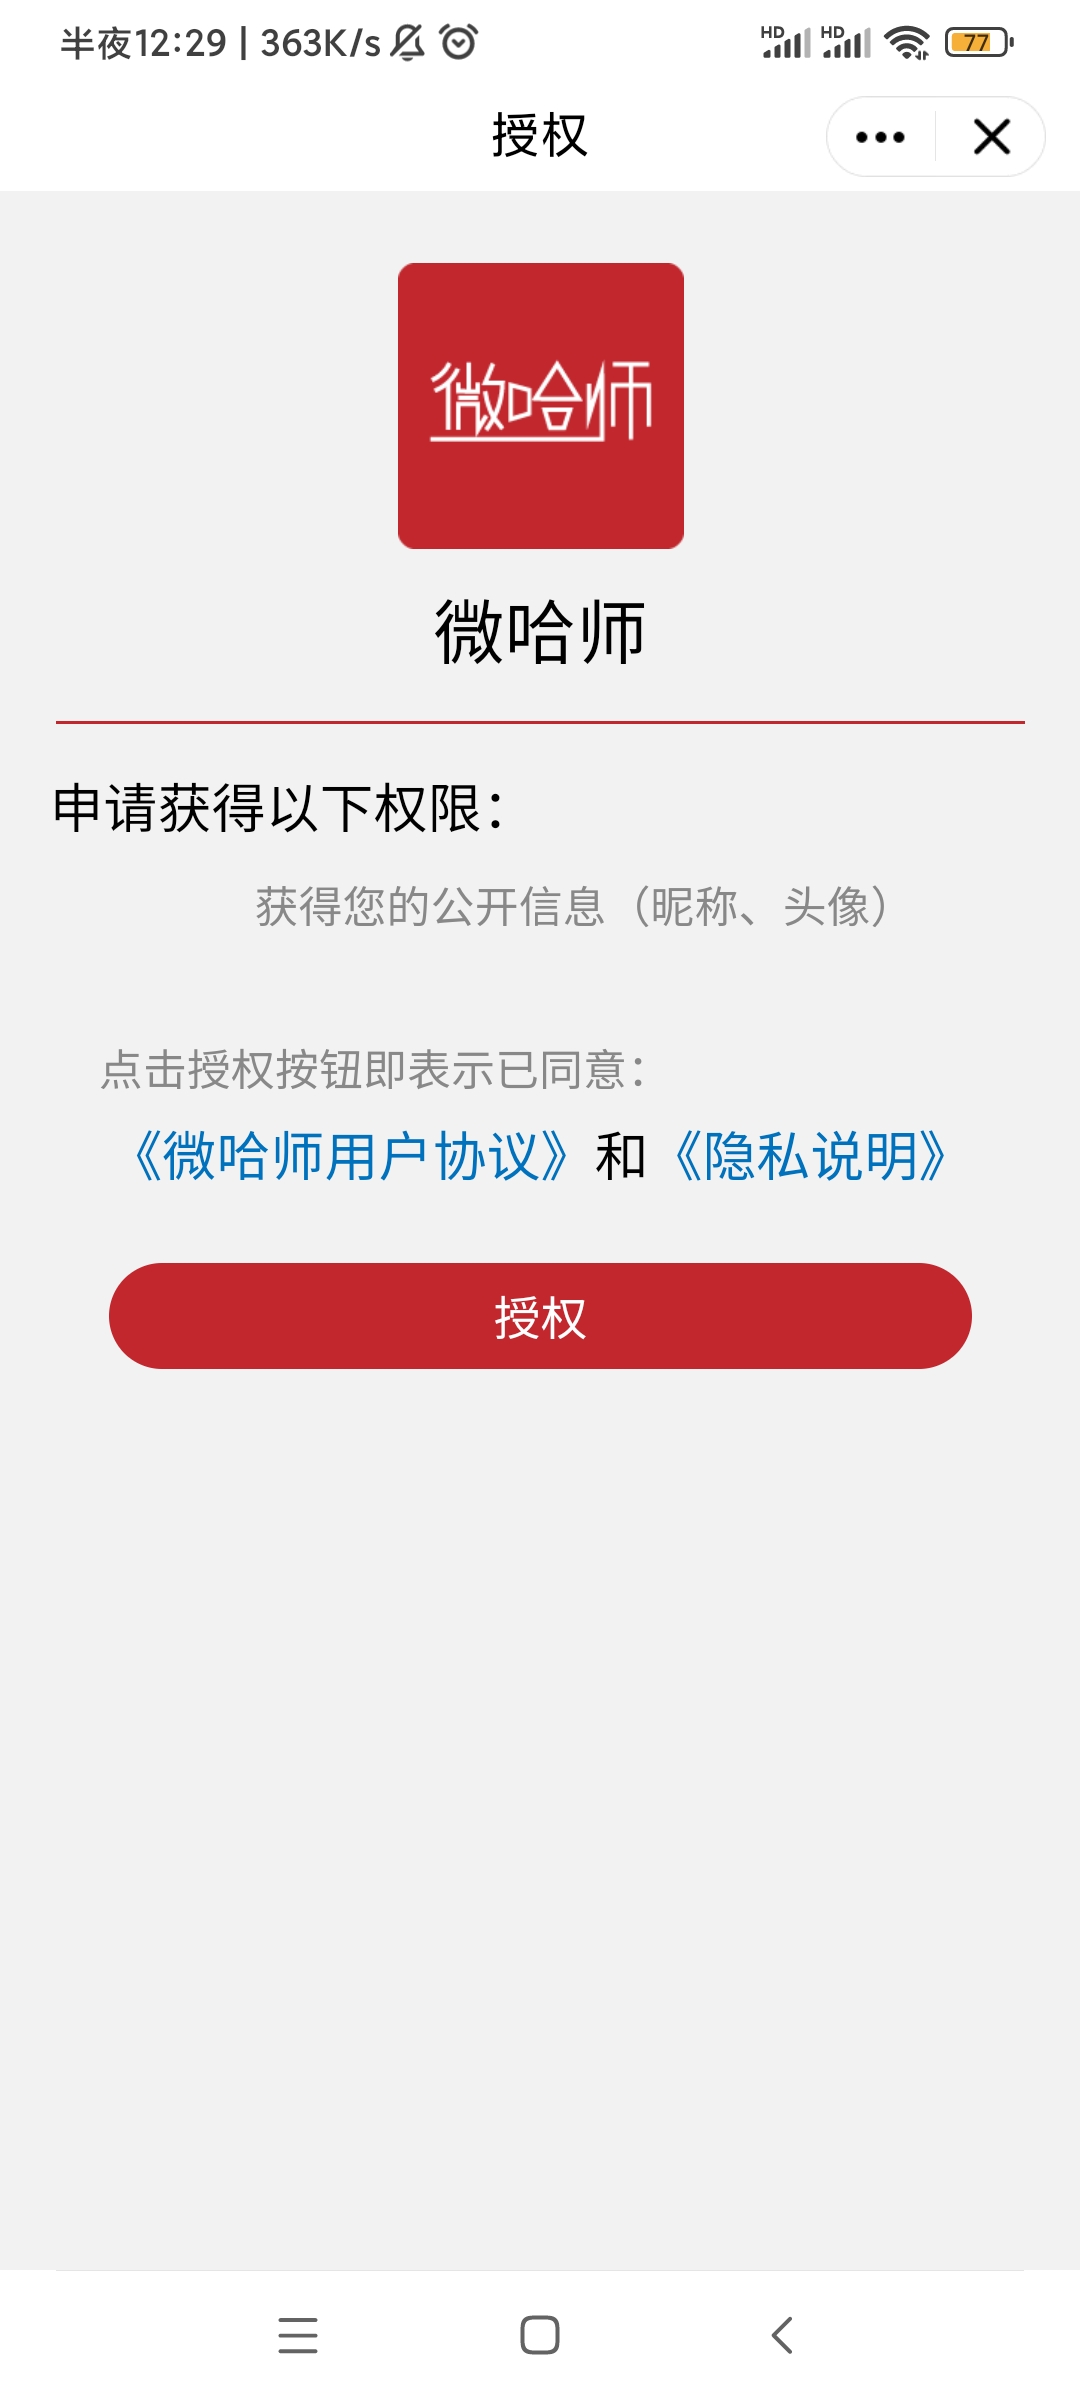 半夜12:29 | 363K/s
HD HD 77
授权
微哈师
微哈师
申请获得以下权限：
获得您的公开信息（昵称、头像）
点击授权按钮即表示已同意：
《微哈师用户协议》和《隐私说明》
授权